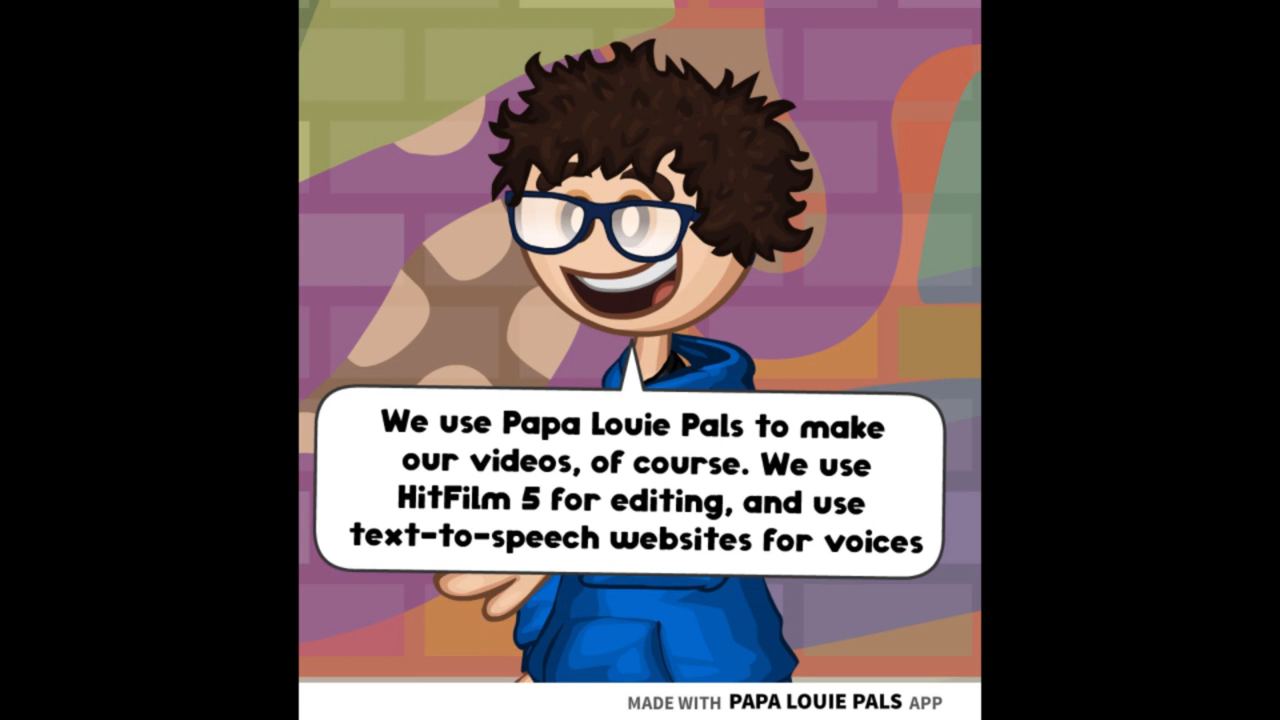 We use Papa Louie Pals to make
our videos, of course. We use
HitFilm 5 for editing, and use
text-to-speech websites for voices
MADE WITH PAPA LOUIE PALS APP